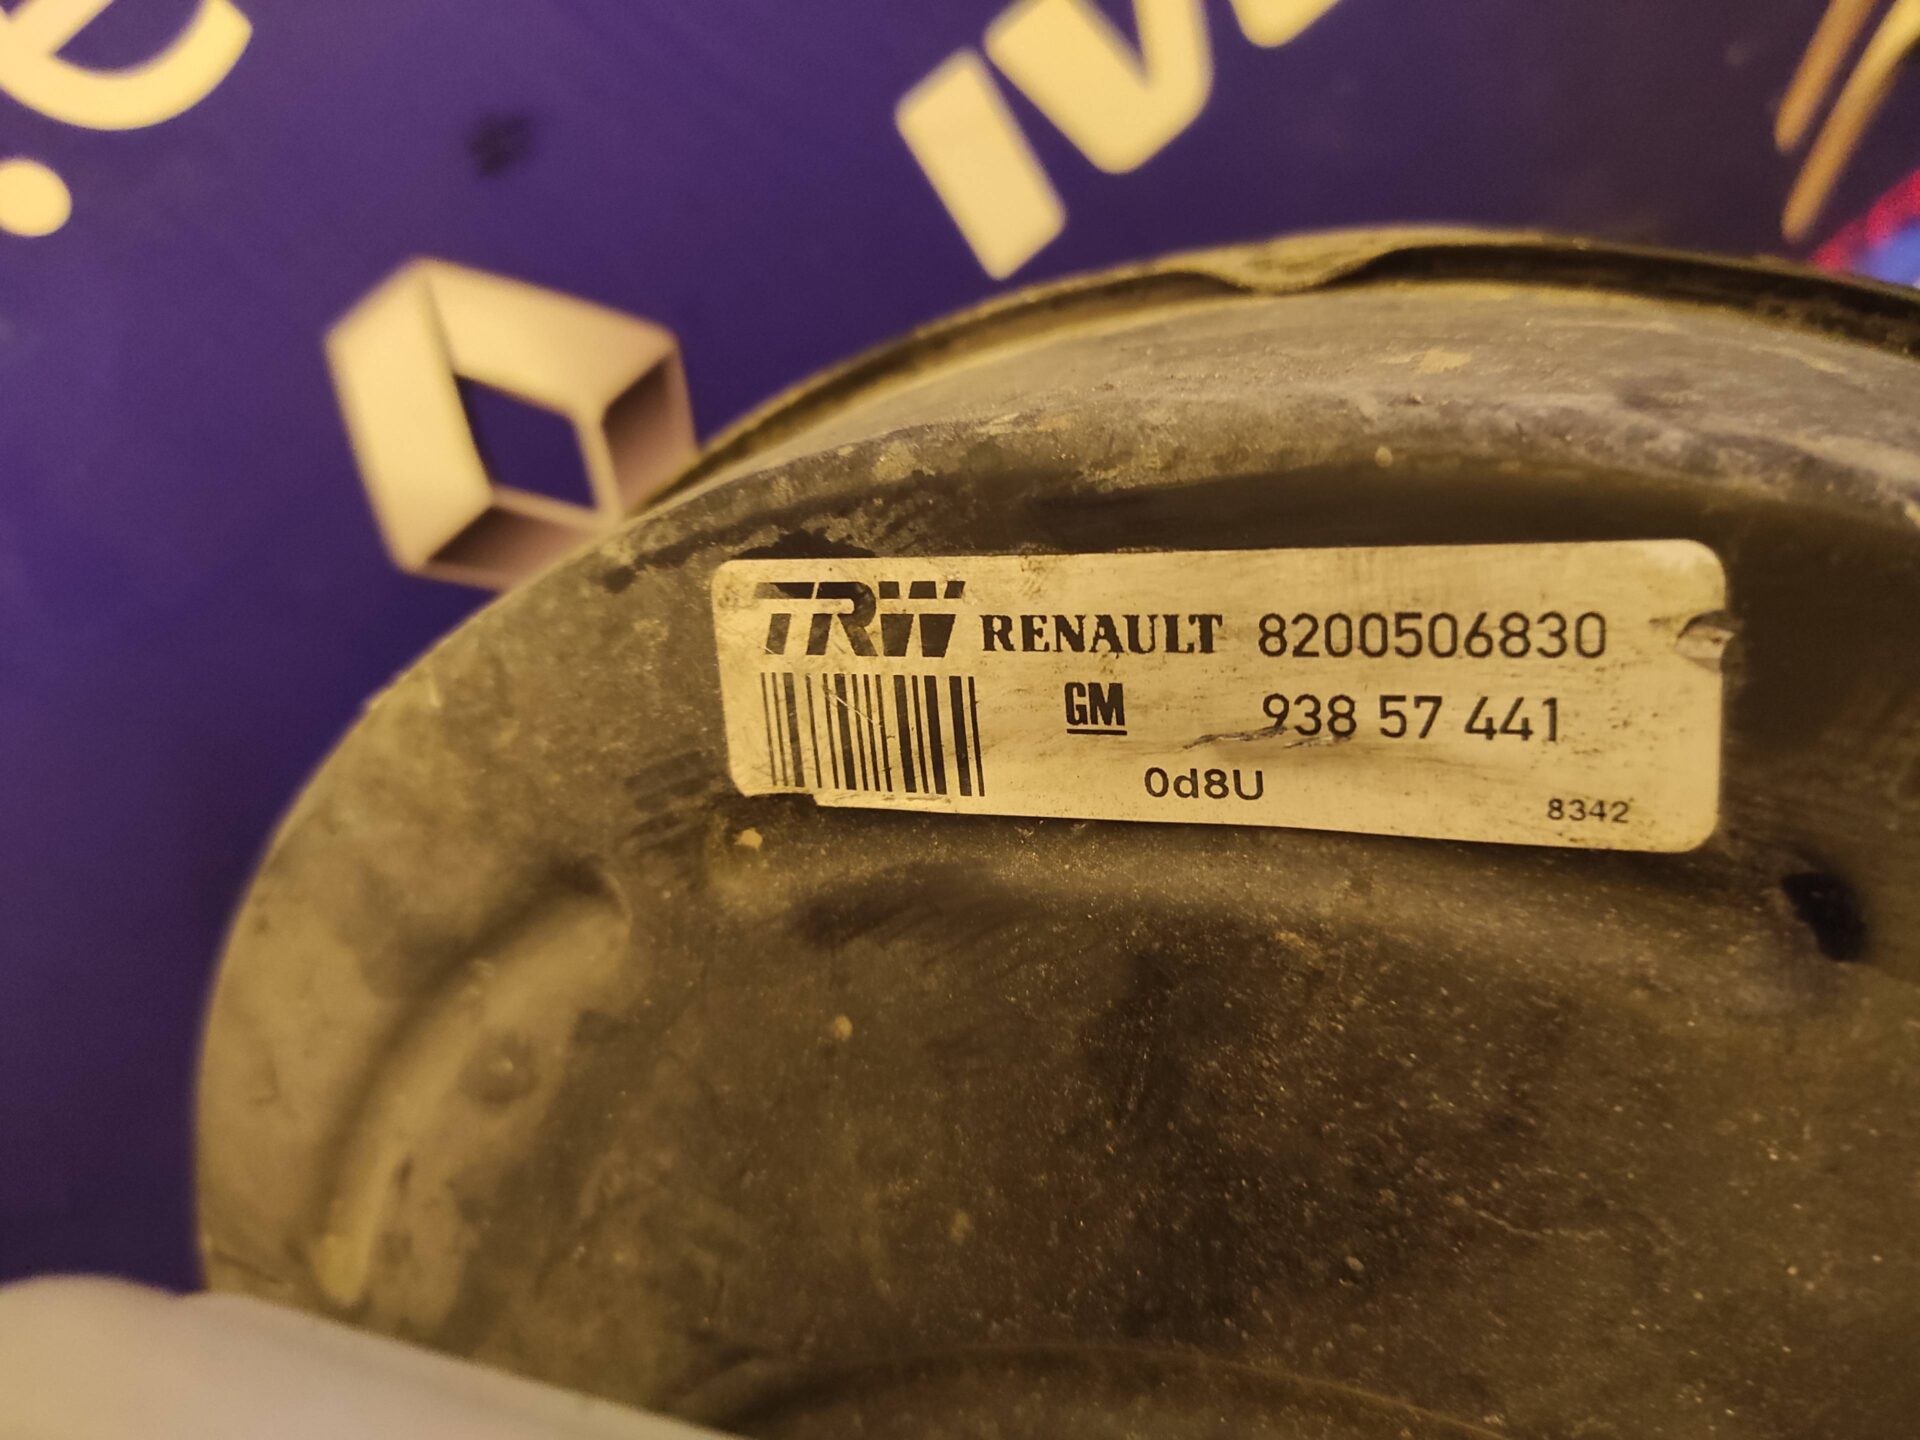 TRW RENAULT 8200506830
GM 938 57 441
0d8U
8342